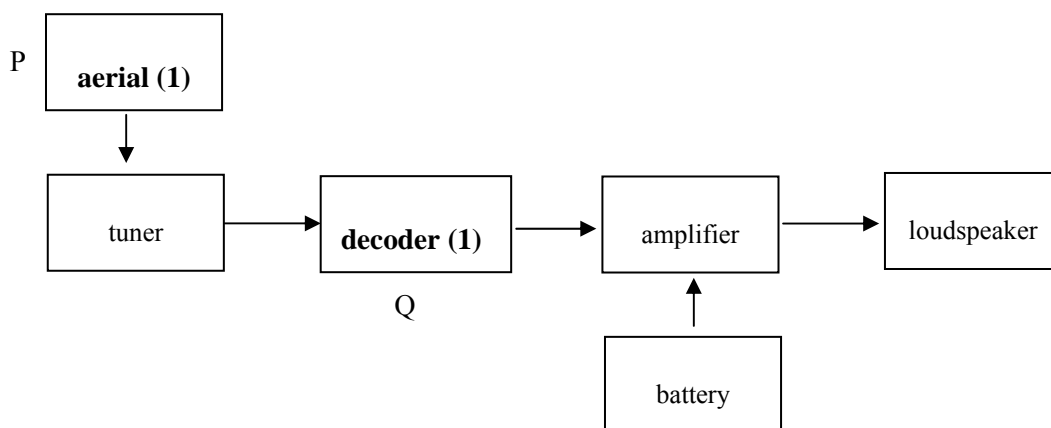 P
aerial (1)
tuner
decoder (1)
amplifier
loudspeaker
Q
battery